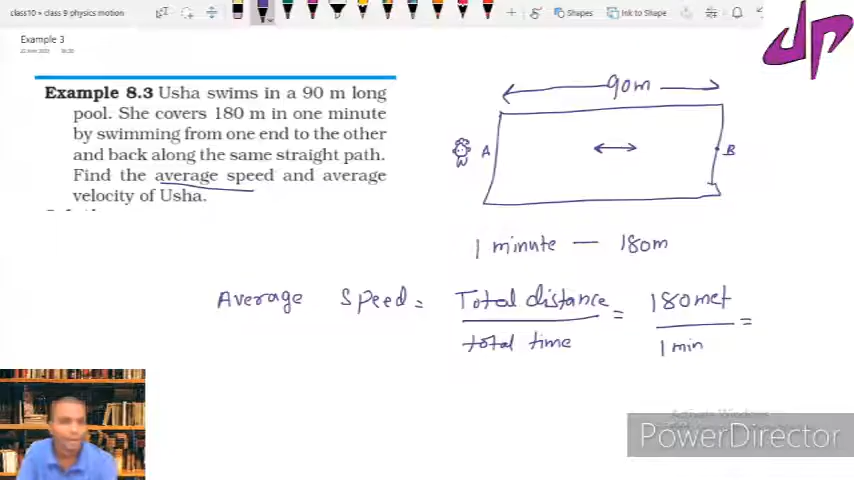 class10 » class 9 physics motion
Shapes
Ink to Shape
Example 3
dp
Example 8.3 Usha swims in a 90 m long
pool. She covers 180 m in one minute
by swimming from one end to the other
and back along the same straight path.
Find the average speed and average
velocity of Usha.
90m
A
B
1 minute — 180m
Average Speed = Total distance = 180met =
total time
1 min
Activate Windows
PowerDirector